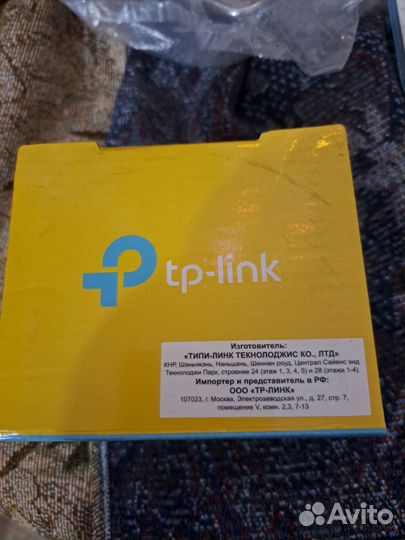 tp-link
Изготовитель:
«ТИПИ-ЛИНК ТЕКНОЛОДЖИС КО., ЛТД»
КНР, Шэньчжэнь, Наньшань, Шеннан роуд, Централ Сайенс энд
Текнолоджи Парк, строение 24 (этаж 1, 3, 4, 5) и 28 (этажи 1-4)
Импортер и представитель в РФ:
ООО «ТР-ЛИНК»
107023, г. Москва, Электрозаводская ул., д. 27, стр. 7,
помещение V, комн. 2,3, 7-13
Avito